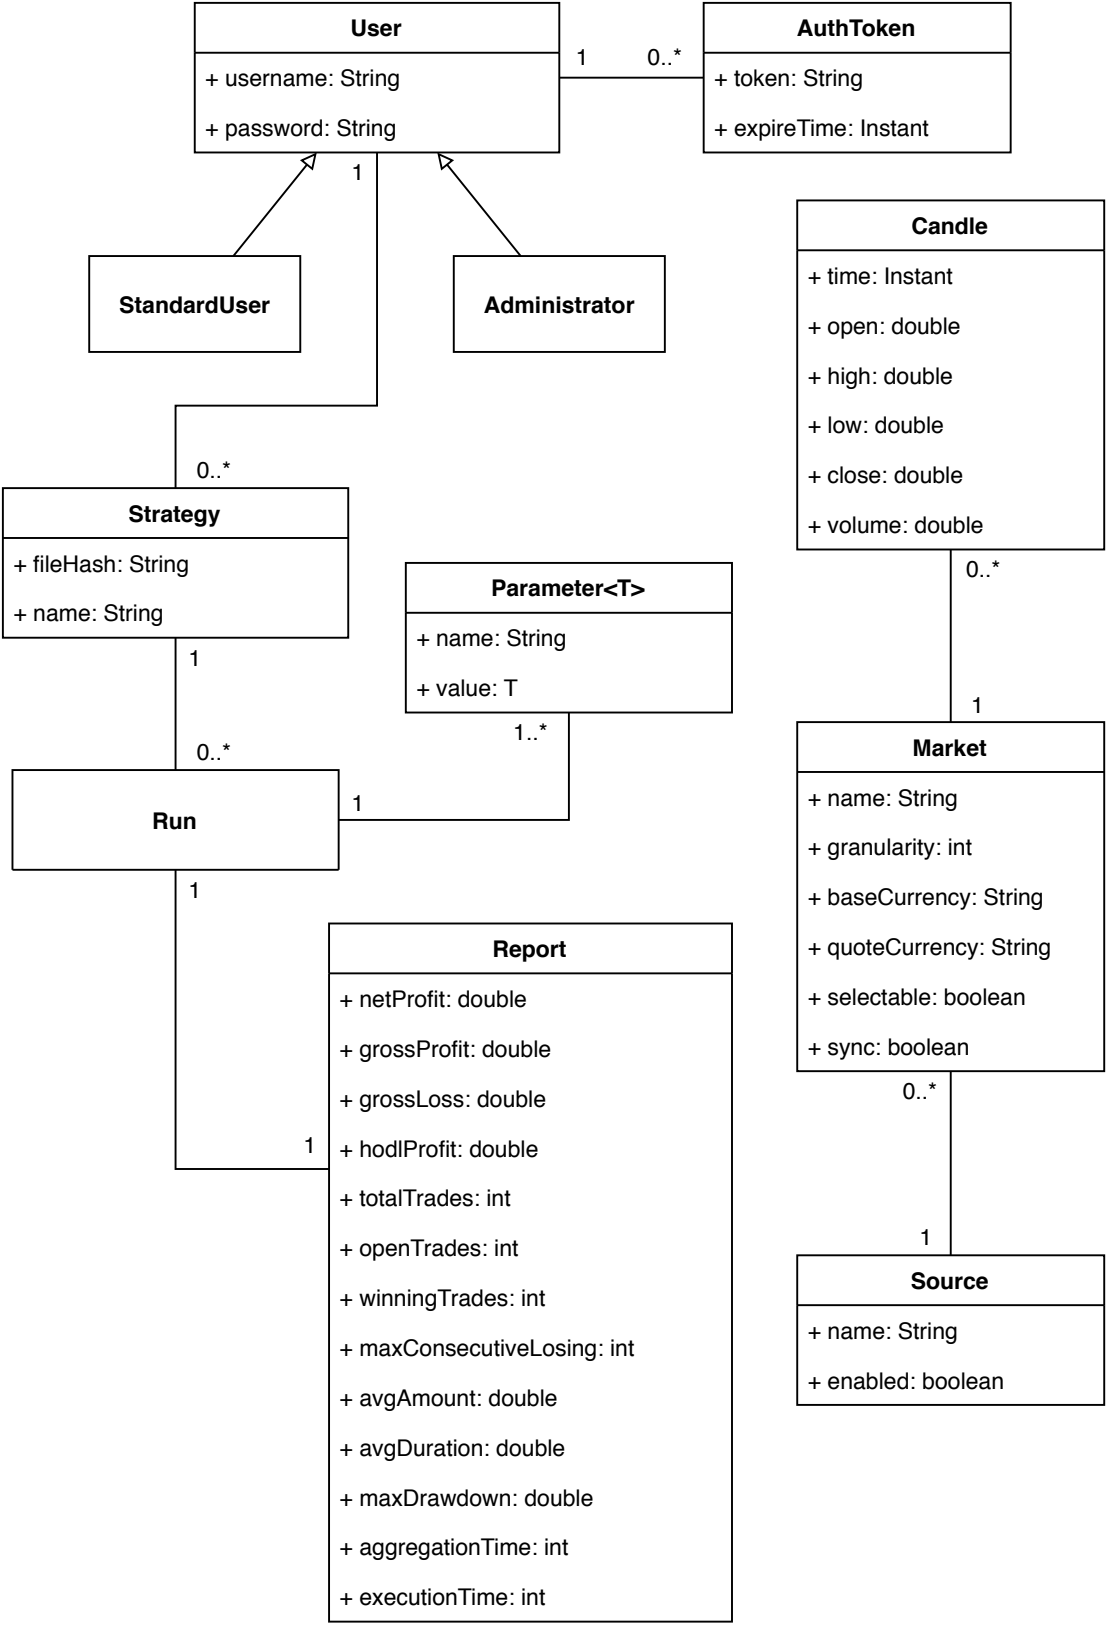 User
+ username: String
+ password: String
1
0..*
AuthToken
+ token: String
+ expireTime: Instant
1
StandardUser
Administrator
0..*
Strategy
+ fileHash: String
+ name: String
1
0..*
Parameter<T>
+ name: String
+ value: T
1..*
Run
1
1
1
Report
+ netProfit: double
+ grossProfit: double
+ grossLoss: double
+ hodlProfit: double
+ totalTrades: int
+ openTrades: int
+ winningTrades: int
+ maxConsecutiveLosing: int
+ avgAmount: double
+ avgDuration: double
+ maxDrawdown: double
+ aggregationTime: int
+ executionTime: int
Candle
+ time: Instant
+ open: double
+ high: double
+ low: double
+ close: double
+ volume: double
0..*
1
Market
+ name: String
+ granularity: int
+ baseCurrency: String
+ quoteCurrency: String
+ selectable: boolean
+ sync: boolean
0..*
1
Source
+ name: String
+ enabled: boolean